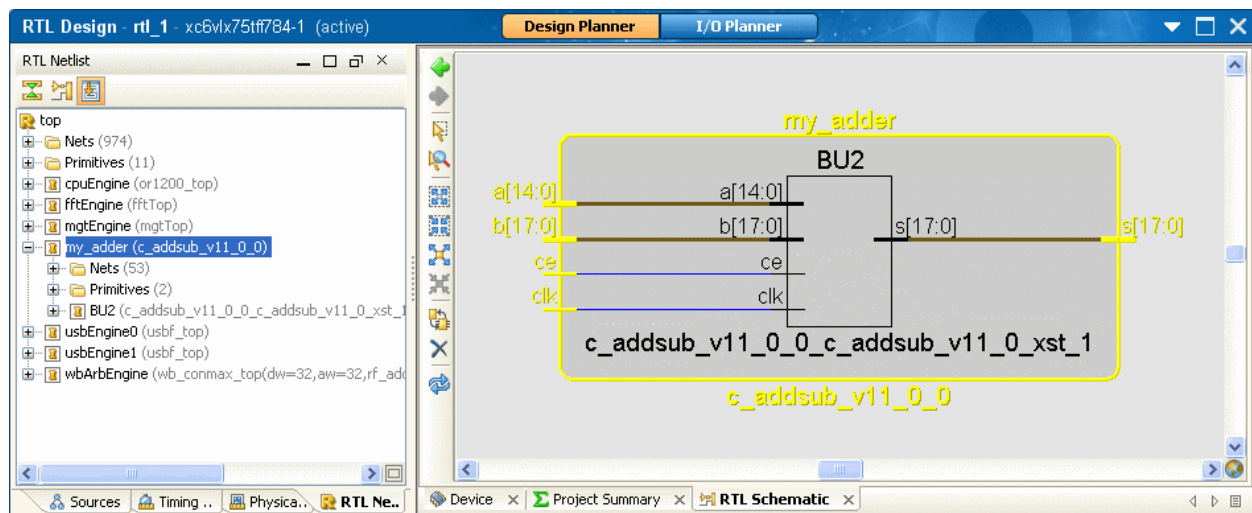 RTL Design - rtl_1 - xc6vlx75tff784-1 (active)
Design Planner
I/O Planner
RTL Netlist
top
Nets (974)
Primitives (11)
cpuEngine (or1200_top)
fftEngine (fftTop)
mgtEngine (mgtTop)
my_adder (c_addsub_v11_0_0)
Nets (53)
Primitives (2)
BU2 (c_addsub_v11_0_0_c_addsub_v11_0_xst_1
usbEngine0 (usbf_top)
usbEngine1 (usbf_top)
wbArbEngine (wb_conmax_top(dw=32,aw=32,rf_add
Sources
Timing ..
Physica..
RTL Ne..
my_adder
BU2
a[14:0] a[14:0]
b[17:0] b[17:0] s[17:0] s[17:0]
ce ce
clk clk
c_addsub_v11_0_0_c_addsub_v11_0_xst_1
c_addsub_v11_0_0
Device
Project Summary
RTL Schematic